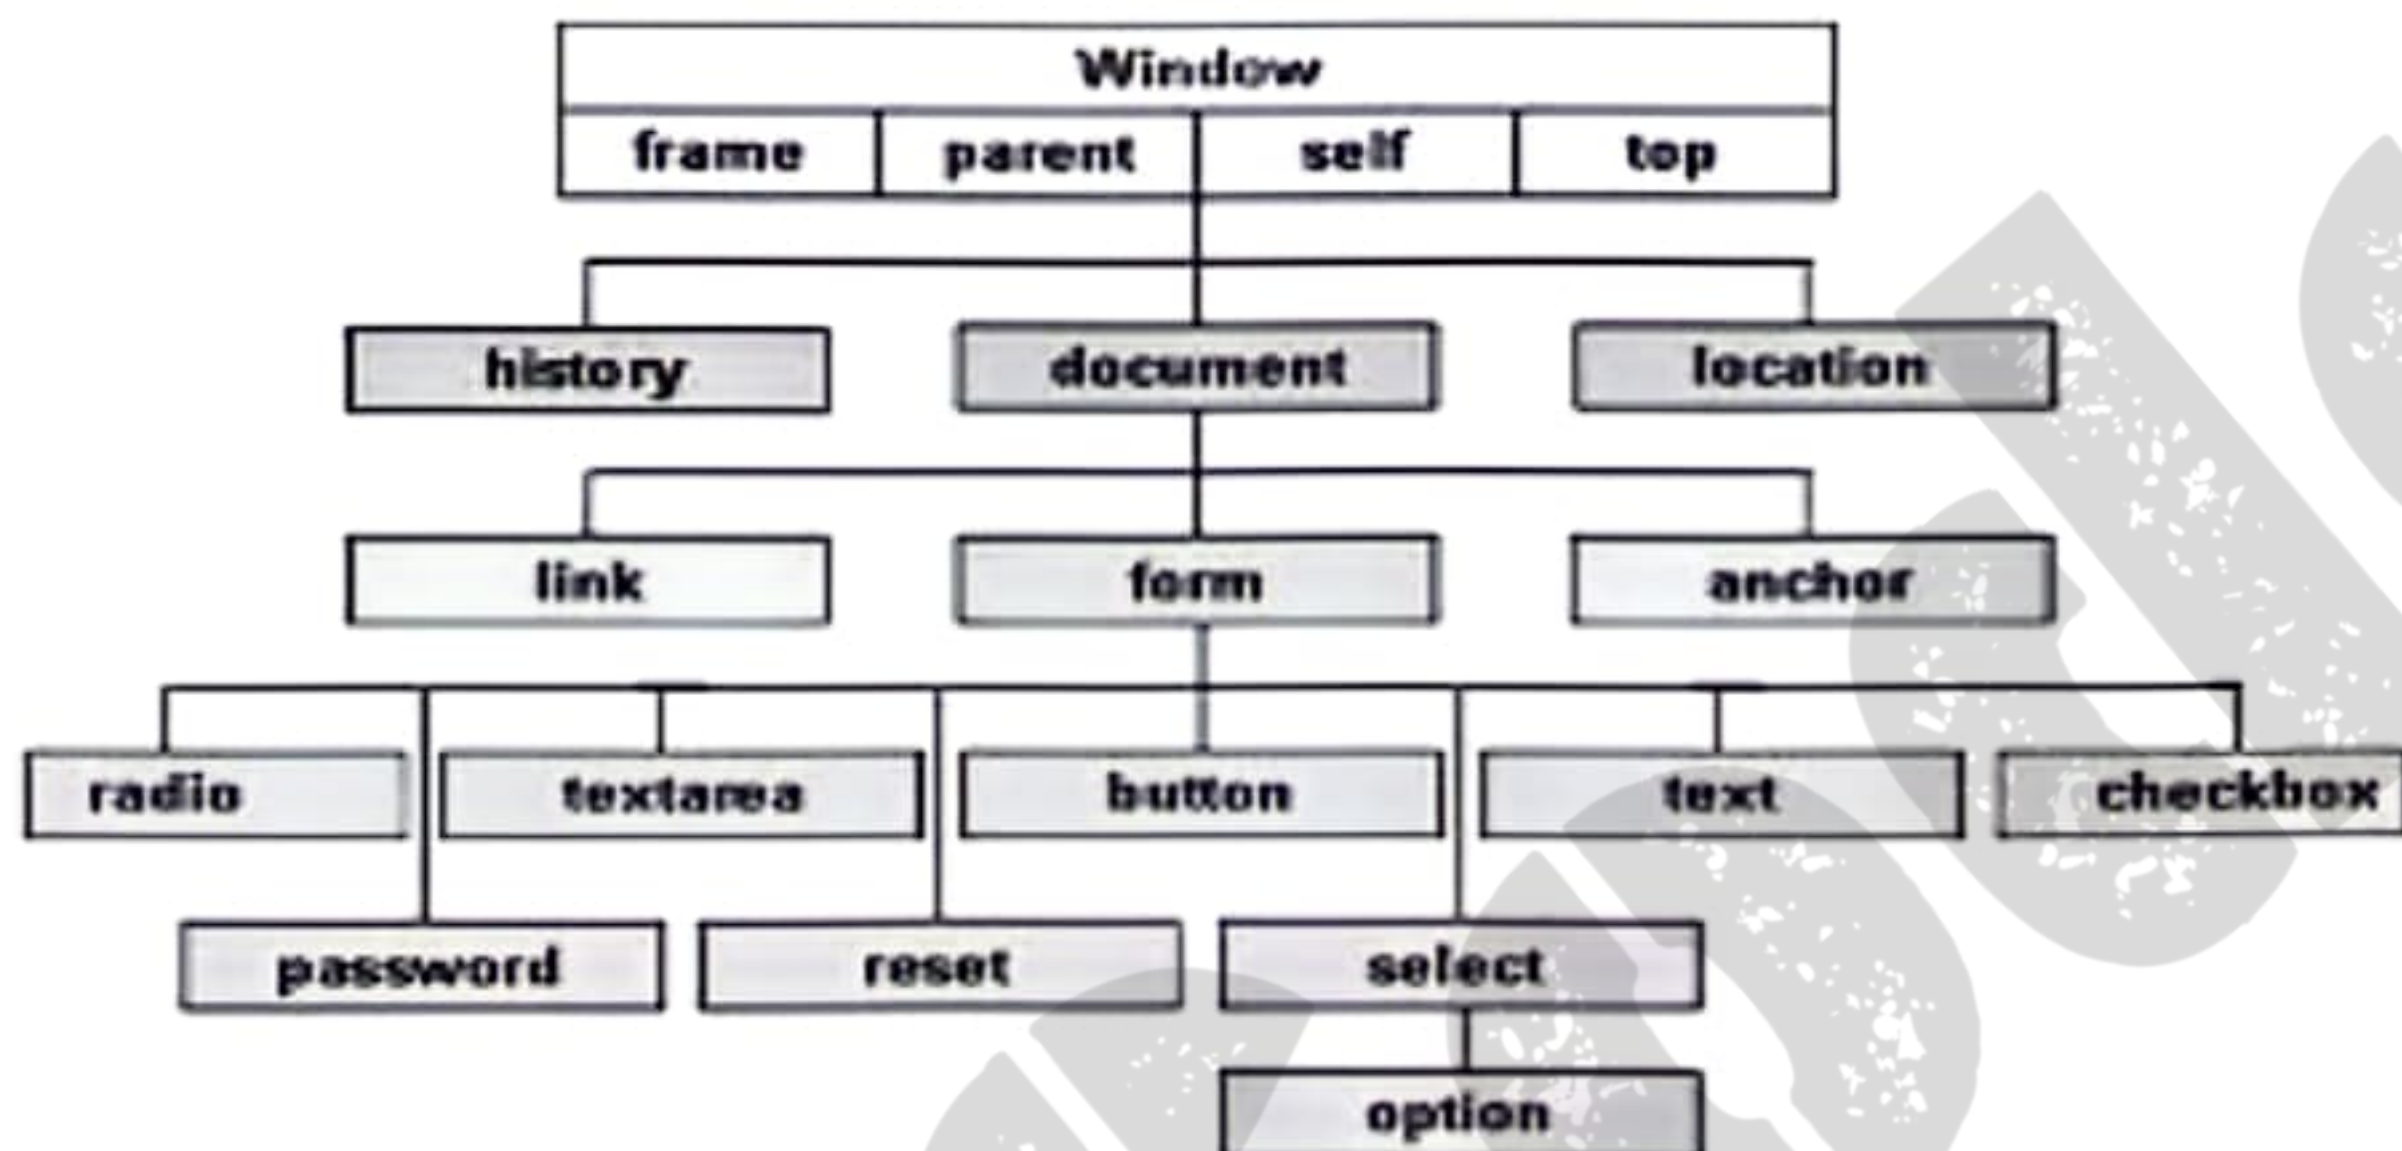 Window
frame parent self top
history document location
link form anchor
radio textarea button text checkbox
password reset select
option